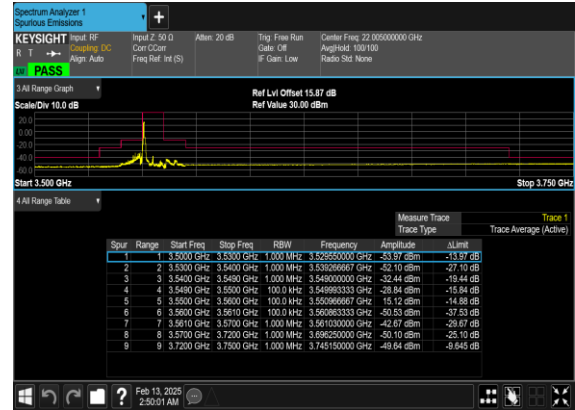 Spectrum Analyzer 1
Spurious Emissions
KEYSIGHT Input: RF Input Z: 50 Ω Atten: 20 dB Trig: Free Run Center Freq: 22.005000000 GHz
R T Coupling: DC Corr CCorr Gate: Off Avg|Hold: 100/100
Align: Auto Freq Ref: Int (S) IF Gain: Low Radio Std: None
PASS
3 All Range Graph Ref Lvl Offset 15.87 dB
Scale/Div 10.0 dB Ref Value 30.00 dBm
20.0
0.00
-20.0
-40.0
-60.0
Start 3.500 GHz Stop 3.750 GHz
4 All Range Table
Measure Trace Trace 1
Trace Type Trace Average (Active)
Spur Range Start Freq Stop Freq RBW Frequency Amplitude ΔLimit
1 1 3.5000 GHz 3.5300 GHz 1.000 MHz 3.529550000 GHz -53.97 dBm -13.97 dB
2 2 3.5300 GHz 3.5400 GHz 1.000 MHz 3.539266667 GHz -52.10 dBm -27.10 dB
3 3 3.5400 GHz 3.5490 GHz 1.000 MHz 3.549000000 GHz -32.44 dBm -19.44 dB
4 4 3.5490 GHz 3.5500 GHz 100.0 kHz 3.549993333 GHz -28.84 dBm -15.84 dB
5 5 3.5500 GHz 3.5600 GHz 100.0 kHz 3.550966667 GHz 15.12 dBm -14.88 dB
6 6 3.5600 GHz 3.5610 GHz 100.0 kHz 3.560863333 GHz -50.53 dBm -37.53 dB
7 7 3.5610 GHz 3.5700 GHz 1.000 MHz 3.561030000 GHz -42.67 dBm -29.67 dB
8 8 3.5700 GHz 3.7200 GHz 1.000 MHz 3.696250000 GHz -50.10 dBm -25.10 dB
9 9 3.7200 GHz 3.7500 GHz 1.000 MHz 3.745150000 GHz -49.64 dBm -9.645 dB
? Feb 13, 2025
2:50:01 AM